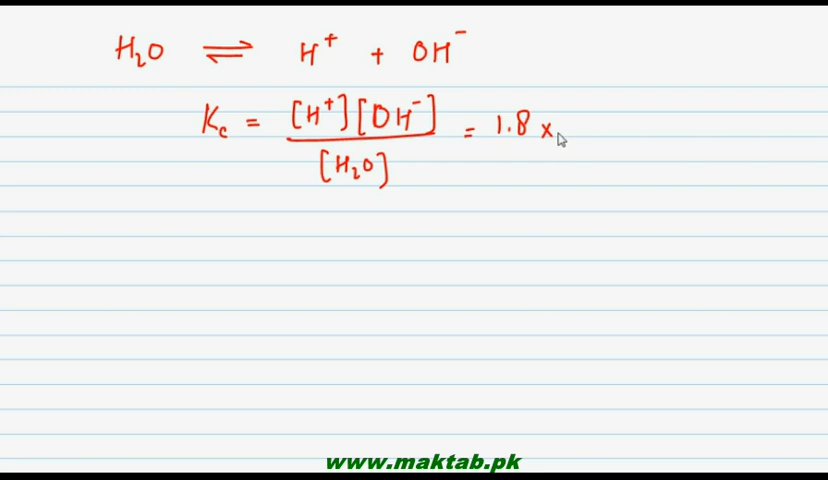 H₂O ⇌ H⁺ + OH⁻
Kc = [H⁺][OH⁻] / [H₂O] = 1.8 ×
www.maktab.pk